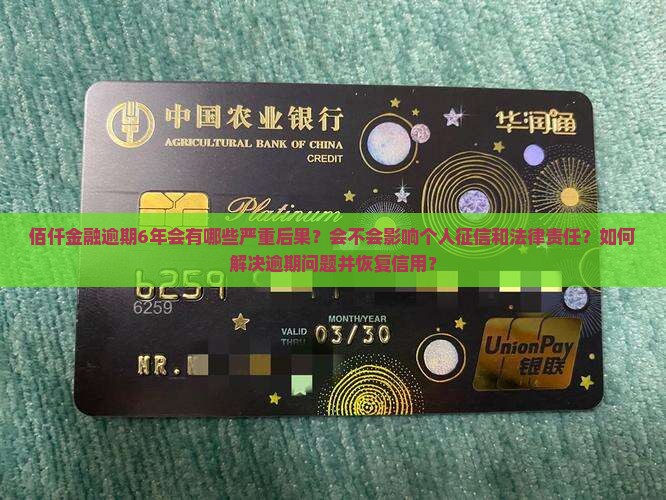 中国农业银行
AGRICULTURAL BANK OF CHINA
CREDIT
华润通
Platinum
佰仟金融逾期6年会有哪些严重后果？会不会影响个人征信和法律责任？如何
解决逾期问题并恢复信用？
6259
6259
MONTH/YEAR
VALID THRU 03/30
MR.
UnionPay
银联